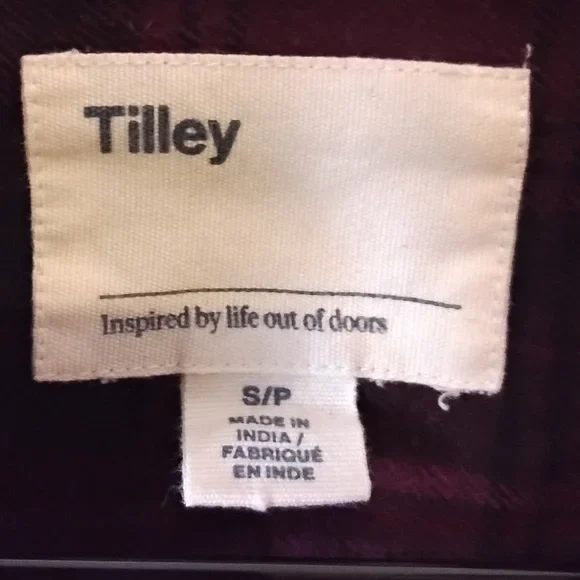 Tilley
Inspired by life out of doors
S/P
MADE IN
INDIA /
FABRIQUÉ
EN INDE